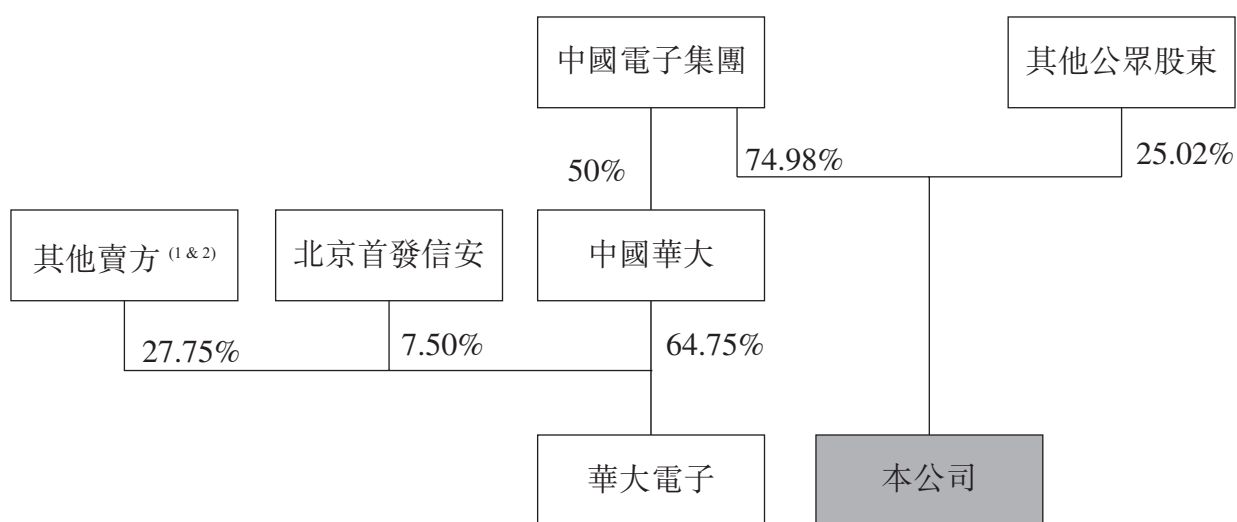 中國電子集團
其他公眾股東
50%
74.98%
25.02%
其他賣方 (1 & 2)
北京首發信安
中國華大
27.75%
7.50%
64.75%
華大電子
本公司